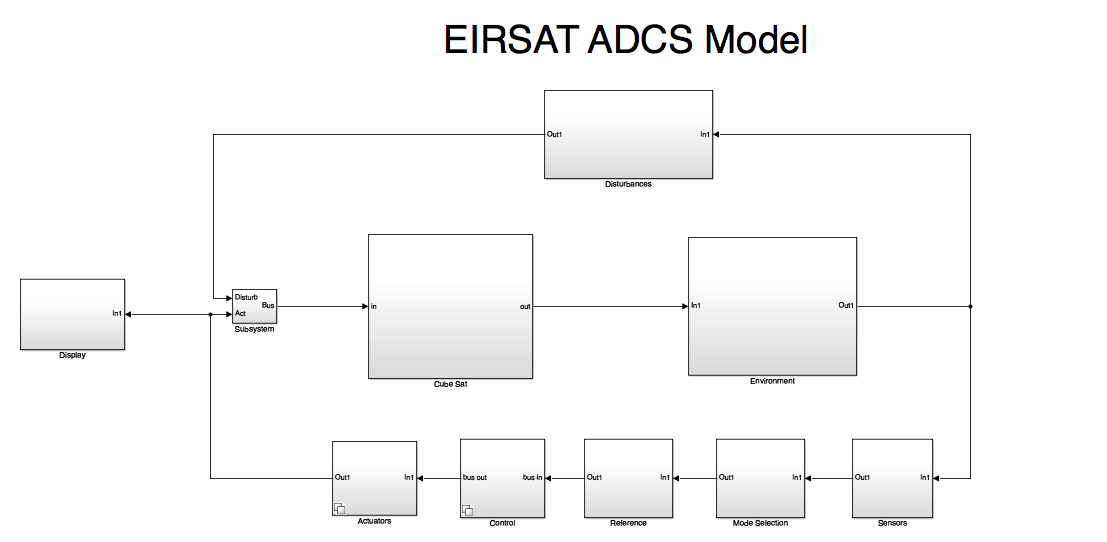 EIRSAT ADCS Model
Out1
In1
Disturbances
Disturb
Act
Bus
Subsystem
In1
Display
in
out
Cube Sat
In1
Out1
Environment
Out1
In1
Actuators
bus out
bus in
Control
Out1
In1
Reference
Out1
In1
Mode Selection
Out1
In1
Sensors